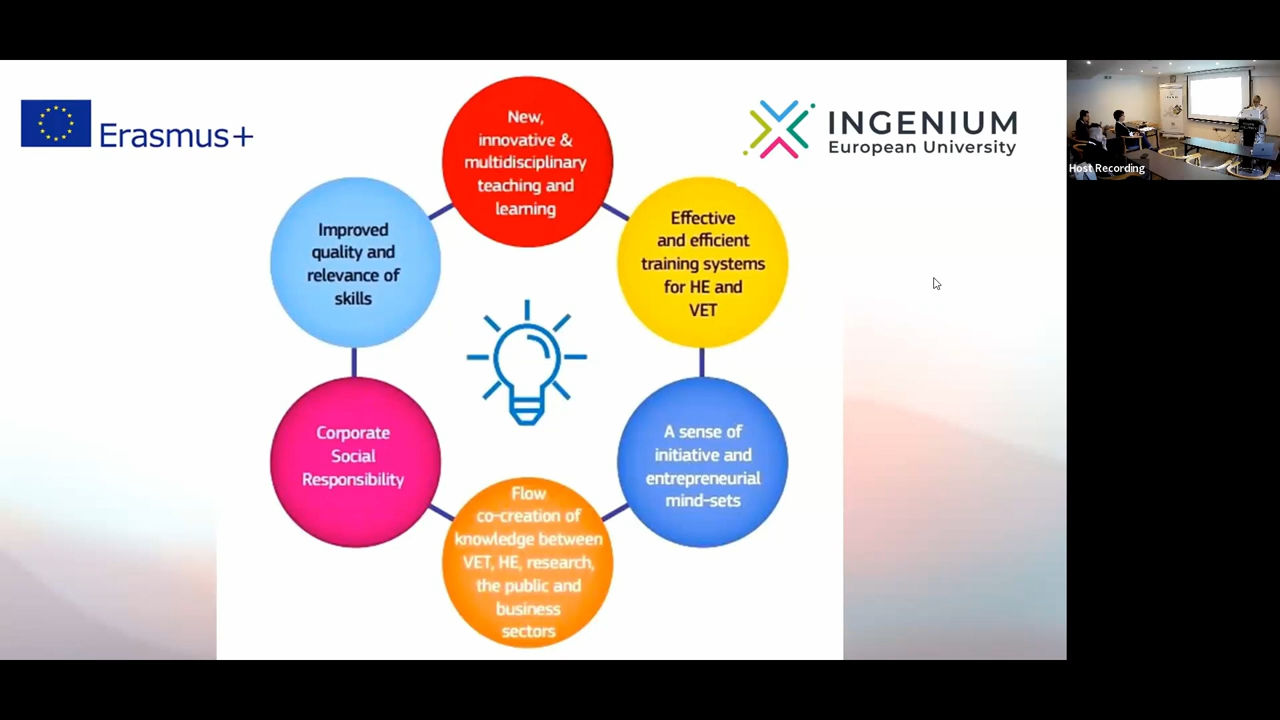 Erasmus+
INGENIUM
European University
Host Recording
New,
innovative &
multidisciplinary
teaching and
learning
Effective
and efficient
training systems
for HE and
VET
A sense of
initiative and
entrepreneurial
mind-sets
Flow
co-creation of
knowledge between
VET, HE, research,
the public and
business
sectors
Corporate
Social
Responsibility
Improved
quality and
relevance of
skills